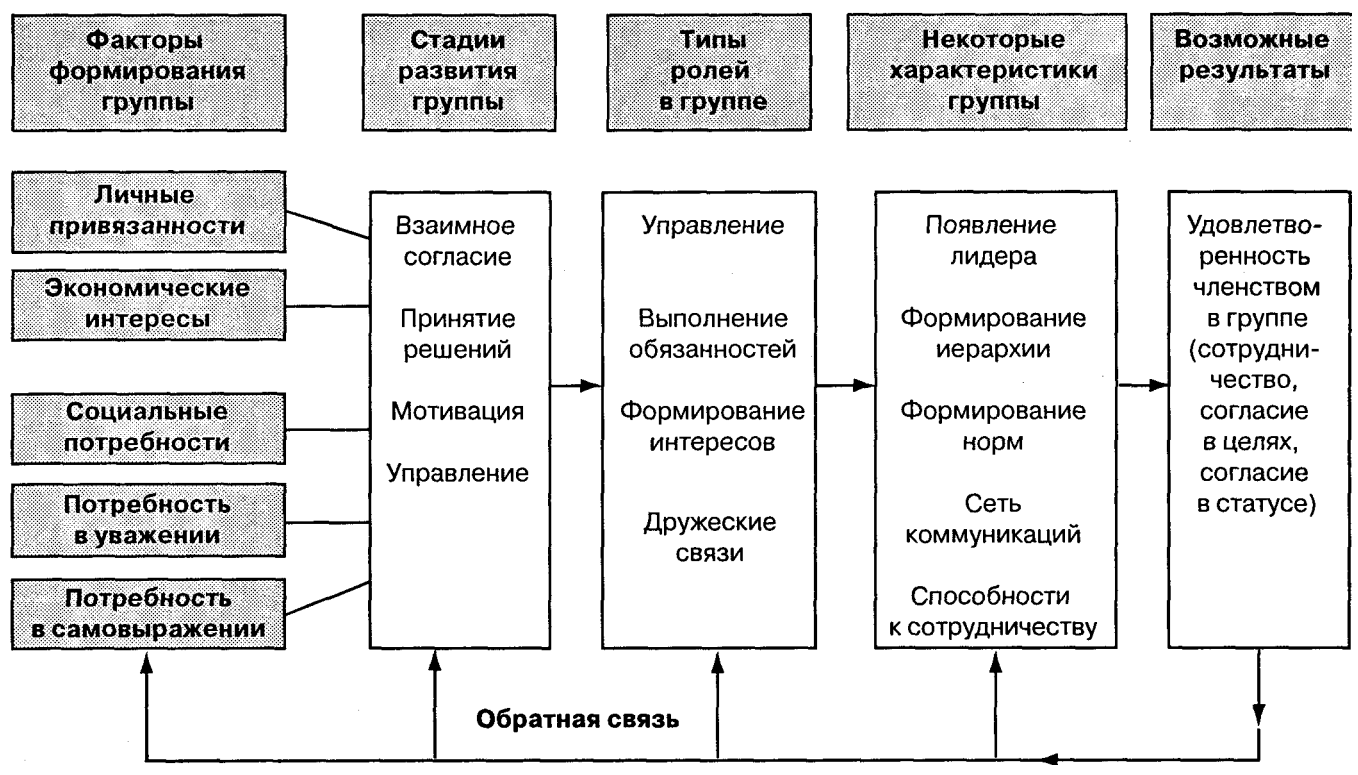 Факторы
формирования
группы
Стадии
развития
группы
Типы
ролей
в группе
Некоторые
характеристики
группы
Возможные
результаты
Личные
привязанности
Экономические
интересы
Социальные
потребности
Потребность
в уважении
Потребность
в самовыражении
Взаимное
согласие
Принятие
решений
Мотивация
Управление
Управление
Выполнение
обязанностей
Формирование
интересов
Дружеские
связи
Появление
лидера
Формирование
иерархии
Формирование
норм
Сеть
коммуникаций
Способности
к сотрудничеству
Удовлетво-
ренность
членством
в группе
(сотрудни-
чество,
согласие
в целях,
согласие
в статусе)
Обратная связь